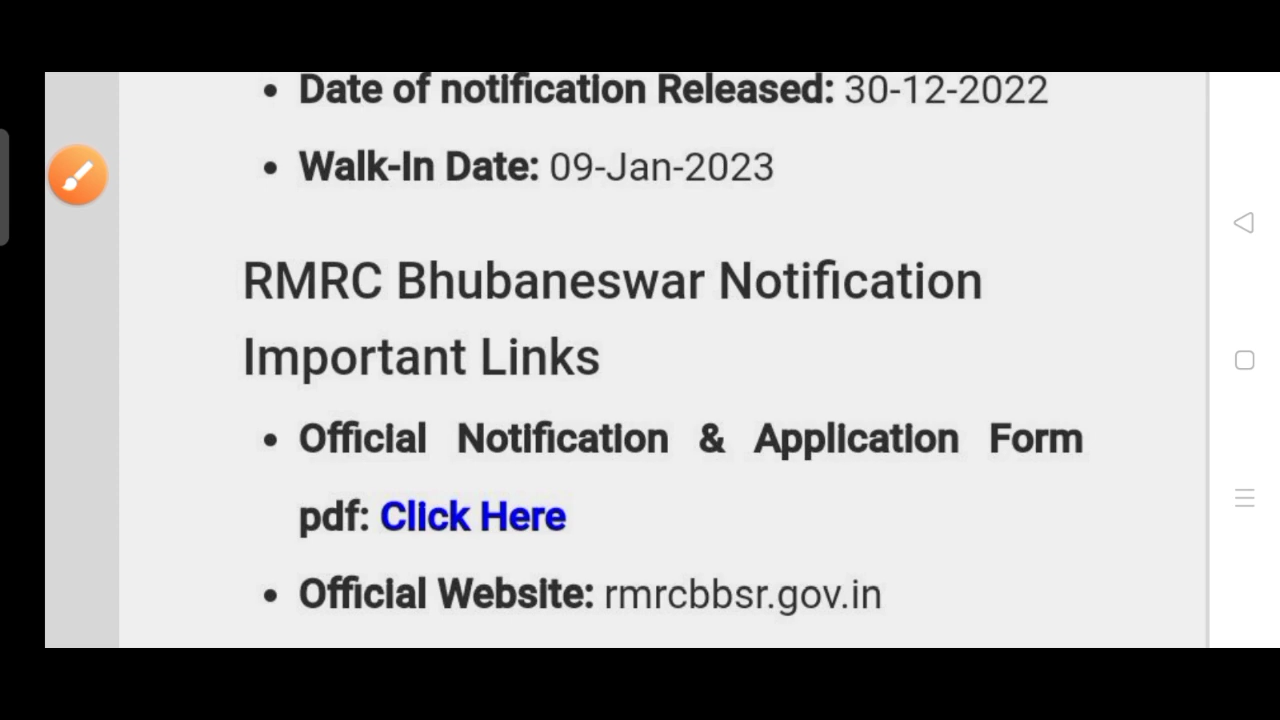 Date of notification Released: 30-12-2022
Walk-In Date: 09-Jan-2023
RMRC Bhubaneswar Notification
Important Links
Official Notification & Application Form
pdf: Click Here
Official Website: rmrcbbsr.gov.in